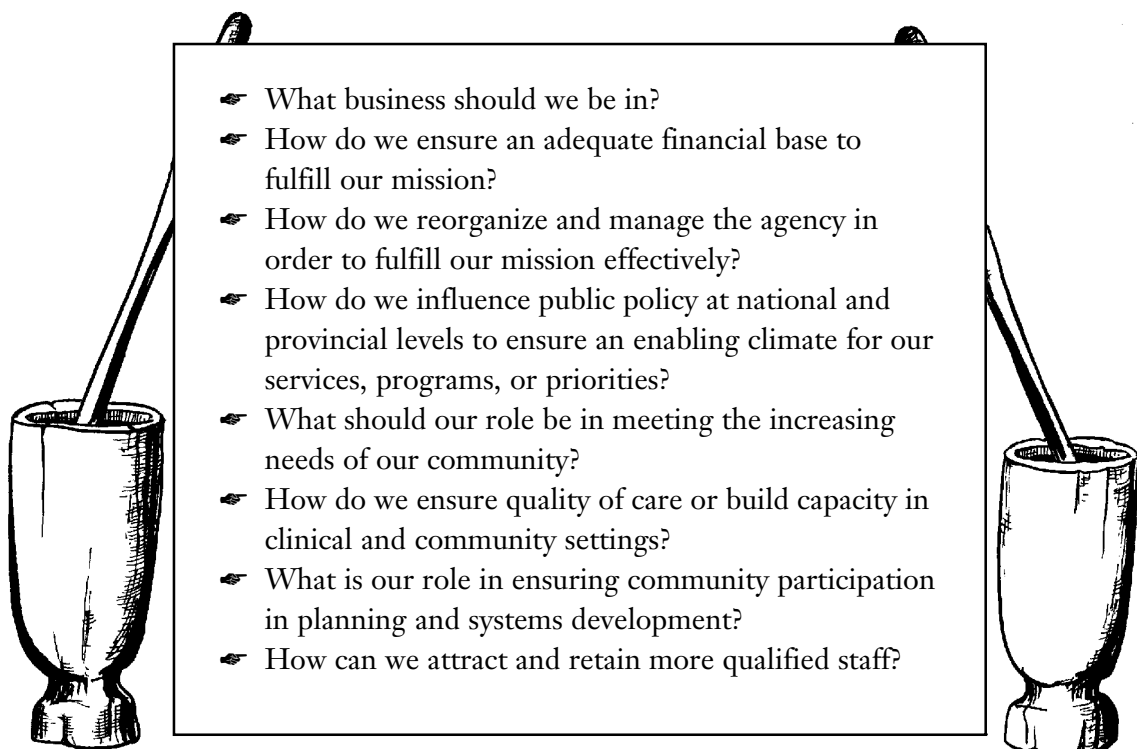 ☛ What business should we be in?
☛ How do we ensure an adequate financial base to
fulfill our mission?
☛ How do we reorganize and manage the agency in
order to fulfill our mission effectively?
☛ How do we influence public policy at national and
provincial levels to ensure an enabling climate for our
services, programs, or priorities?
☛ What should our role be in meeting the increasing
needs of our community?
☛ How do we ensure quality of care or build capacity in
clinical and community settings?
☛ What is our role in ensuring community participation
in planning and systems development?
☛ How can we attract and retain more qualified staff?